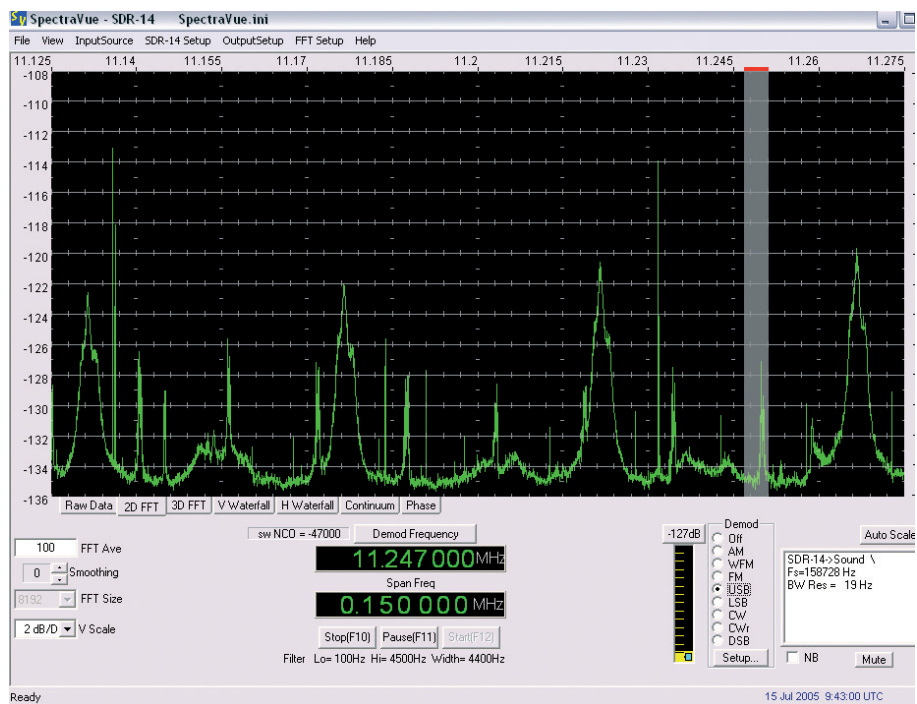 SpectraVue - SDR-14 SpectraVue.ini
File View InputSource SDR-14 Setup OutputSetup FFT Setup Help
11.125 11.14 11.155 11.17 11.185 11.2 11.215 11.23 11.245 11.26 11.275
-108
-110
-112
-114
-116
-118
-120
-122
-124
-126
-128
-130
-132
-134
-136
Raw Data 2D FFT 3D FFT V Waterfall H Waterfall Continuum Phase
sw NCO = -47000 Demod Frequency
11.247 000 MHz
Span Freq
0.150 000 MHz
Stop(F10) Pause(F11) Start(F12)
Filter Lo= 100Hz Hi= 4500Hz Width= 4400Hz
100 FFT Ave
0 Smoothing
8192 FFT Size
2 dB/D V Scale
-127dB
Demod
Off
AM
WFM
FM
USB
LSB
CW
CWr
DSB
Setup...
Auto Scale
SDR-14->Sound \
Fs=158728 Hz
BW Res = 19 Hz
NB Mute
Ready 15 Jul 2005 9:43:00 UTC